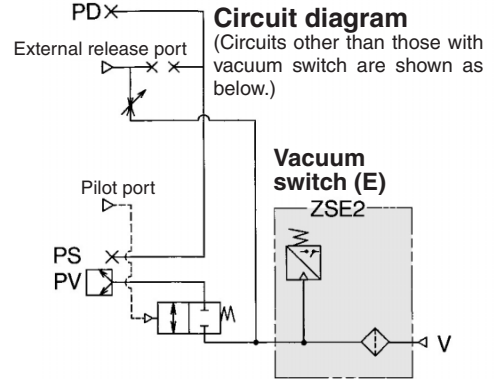 PD
Circuit diagram
(Circuits other than those with
vacuum switch are shown as
below.)
External release port
Vacuum
switch (E)
Pilot port
ZSE2
PS
PV
V